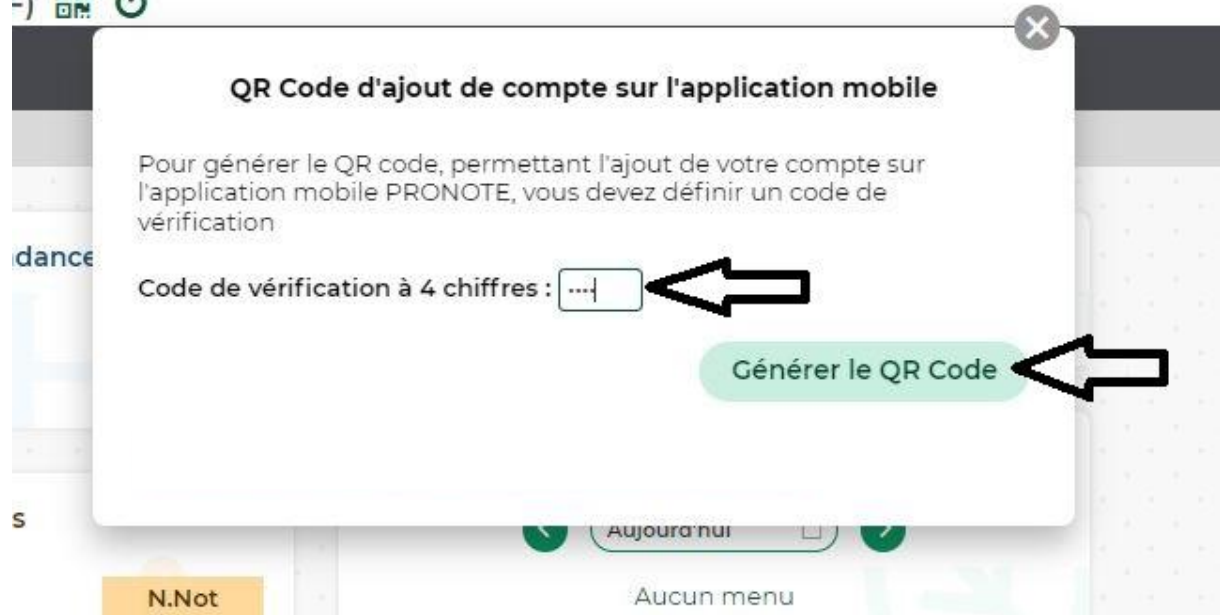 QR Code d'ajout de compte sur l'application mobile
Pour générer le QR code, permettant l'ajout de votre compte sur
l'application mobile PRONOTE, vous devez définir un code de
vérification
dance
Code de vérification à 4 chiffres : ····
Générer le QR Code
s
Aujourd'hui
N.Not
Aucun menu